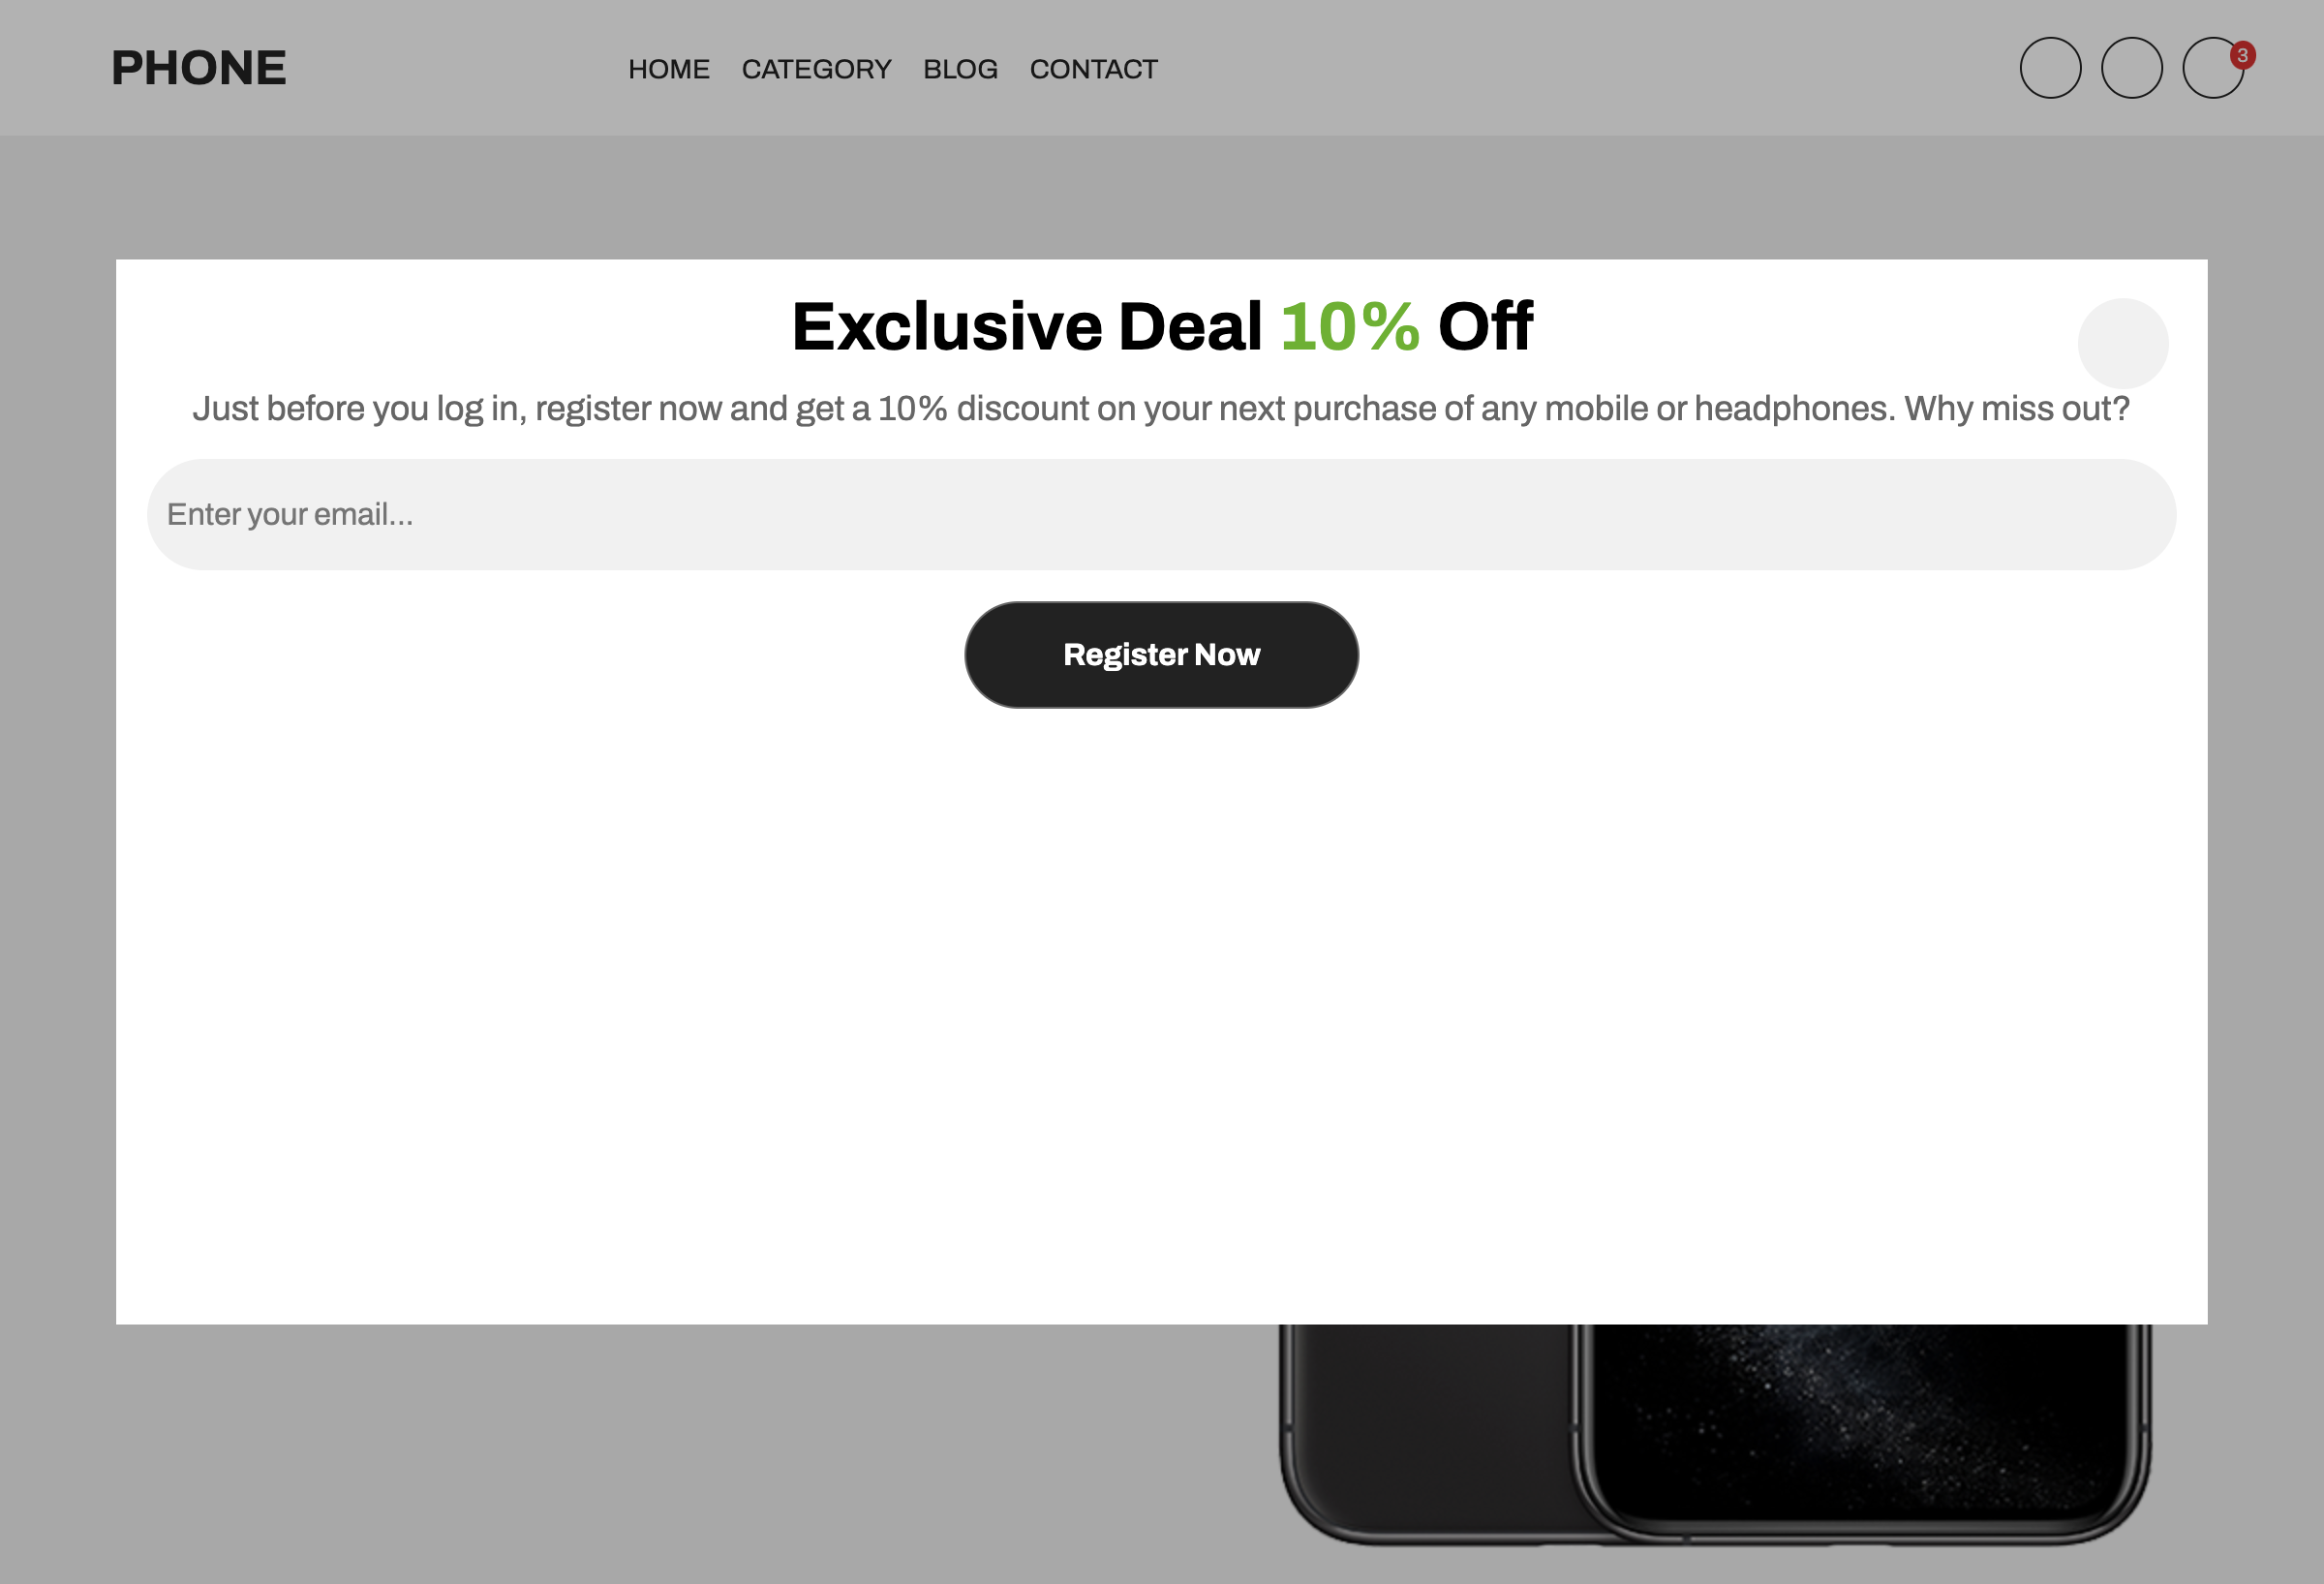 PHONE
HOME CATEGORY BLOG CONTACT
3
Exclusive Deal 10% Off
Just before you log in, register now and get a 10% discount on your next purchase of any mobile or headphones. Why miss out?
Enter your email...
Register Now